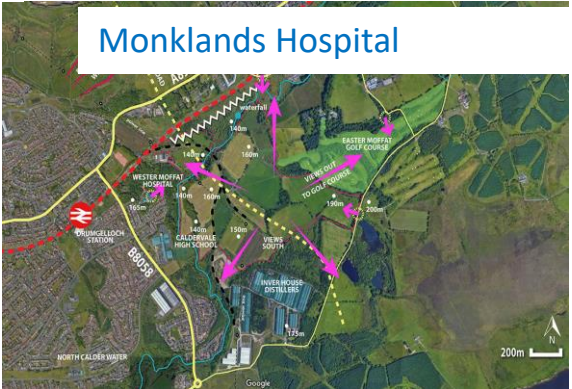 Monklands Hospital
waterfall
140m
160m
EASTER MOFFAT
GOLF COURSE
140m
VIEWS OUT
TO GOLF COURSE
WESTER MOFFAT
HOSPITAL
140m
160m
165m
190m
200m
DRUMGELLOCH
STATION
140m
CALDERVALE
HIGH SCHOOL
150m
VIEWS
SOUTH
B8058
INVER HOUSE
DISTILLERS
175m
N
200m
NORTH CALDER WATER
Google